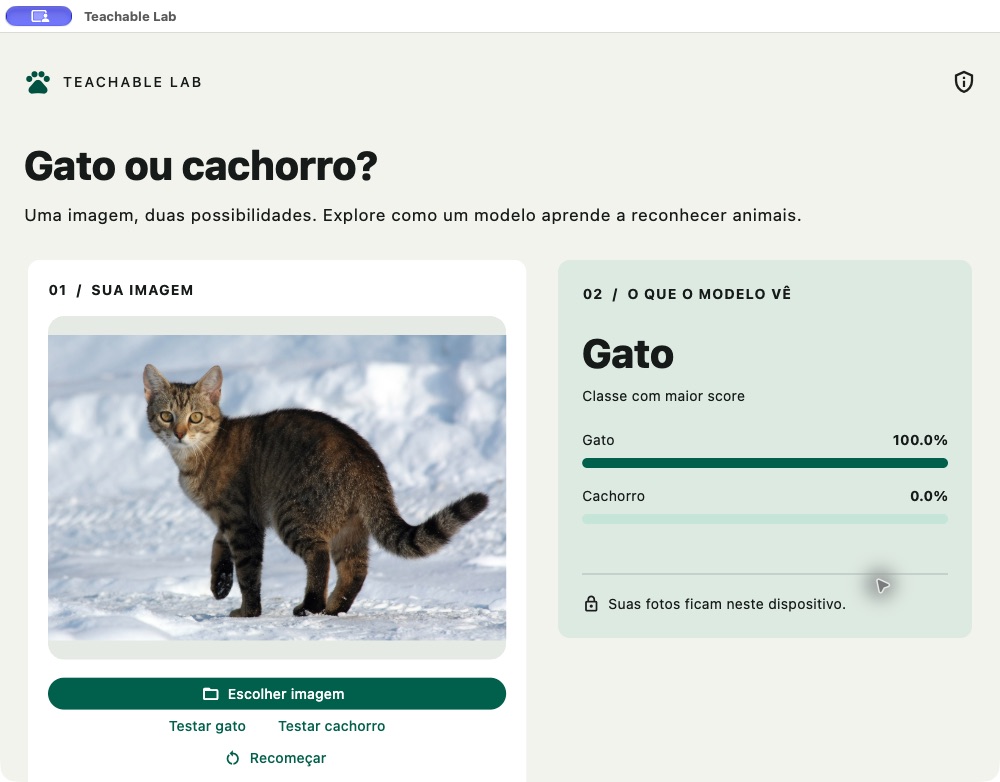 Teachable Lab
TEACHABLE LAB
Gato ou cachorro?
Uma imagem, duas possibilidades. Explore como um modelo aprende a reconhecer animais.
01 / SUA IMAGEM
Escolher imagem
Testar gato Testar cachorro
Recomeçar
02 / O QUE O MODELO VÊ
Gato
Classe com maior score
Gato 100.0%
Cachorro 0.0%
Suas fotos ficam neste dispositivo.